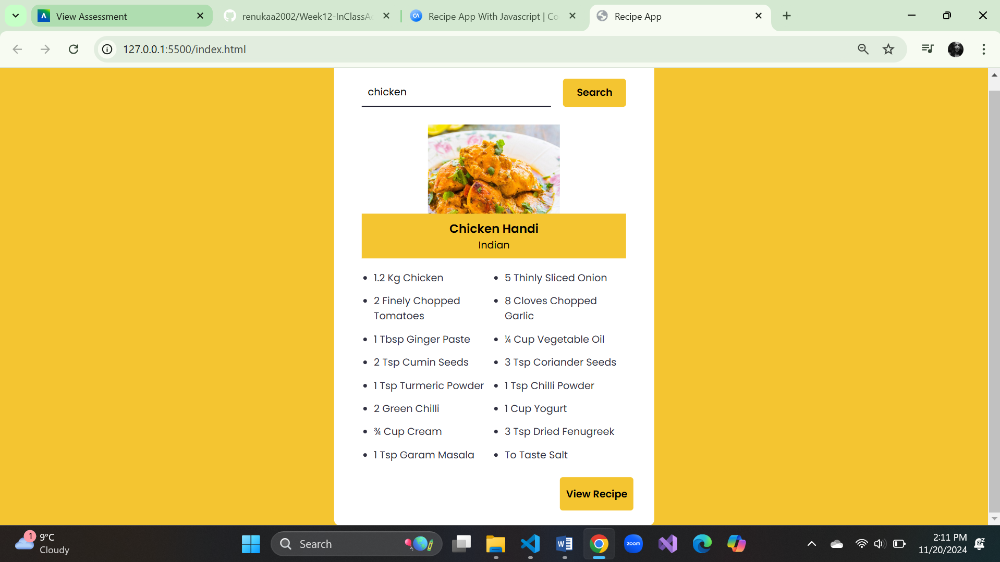 View Assessment
renukaa2002/Week12-InClassAc
Recipe App With Javascript | Co
Recipe App
127.0.0.1:5500/index.html
chicken
Search
Chicken Handi
Indian
1.2 Kg Chicken
5 Thinly Sliced Onion
2 Finely Chopped
Tomatoes
8 Cloves Chopped
Garlic
1 Tbsp Ginger Paste
¼ Cup Vegetable Oil
2 Tsp Cumin Seeds
3 Tsp Coriander Seeds
1 Tsp Turmeric Powder
1 Tsp Chilli Powder
2 Green Chilli
1 Cup Yogurt
¾ Cup Cream
3 Tsp Dried Fenugreek
1 Tsp Garam Masala
To Taste Salt
View Recipe
1
9°C
Cloudy
Search
zoom
2:11 PM
11/20/2024